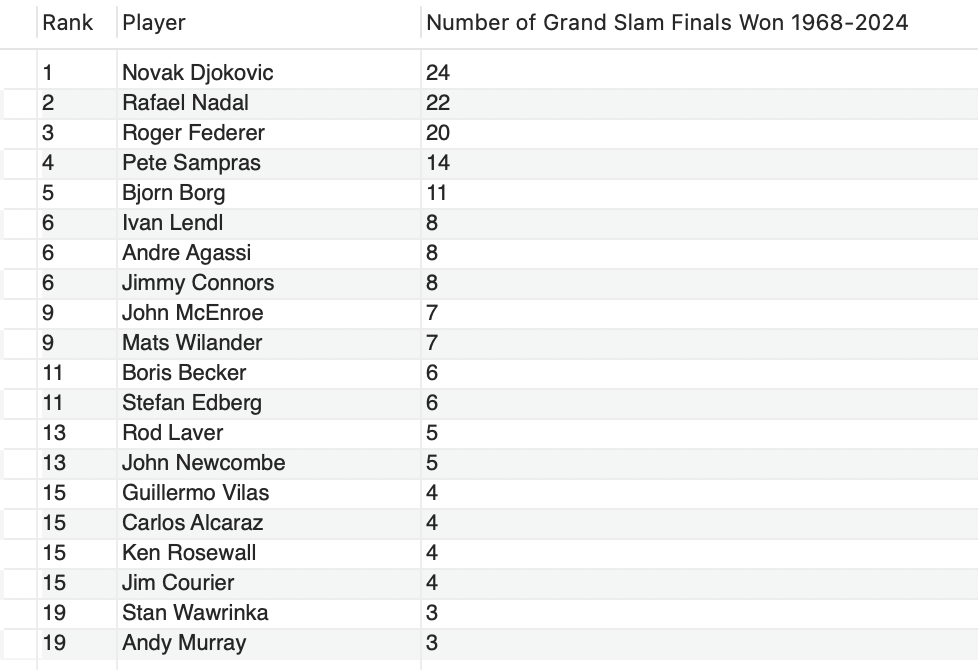 Rank Player Number of Grand Slam Finals Won 1968-2024
1 Novak Djokovic 24
2 Rafael Nadal 22
3 Roger Federer 20
4 Pete Sampras 14
5 Bjorn Borg 11
6 Ivan Lendl 8
6 Andre Agassi 8
6 Jimmy Connors 8
9 John McEnroe 7
9 Mats Wilander 7
11 Boris Becker 6
11 Stefan Edberg 6
13 Rod Laver 5
13 John Newcombe 5
15 Guillermo Vilas 4
15 Carlos Alcaraz 4
15 Ken Rosewall 4
15 Jim Courier 4
19 Stan Wawrinka 3
19 Andy Murray 3